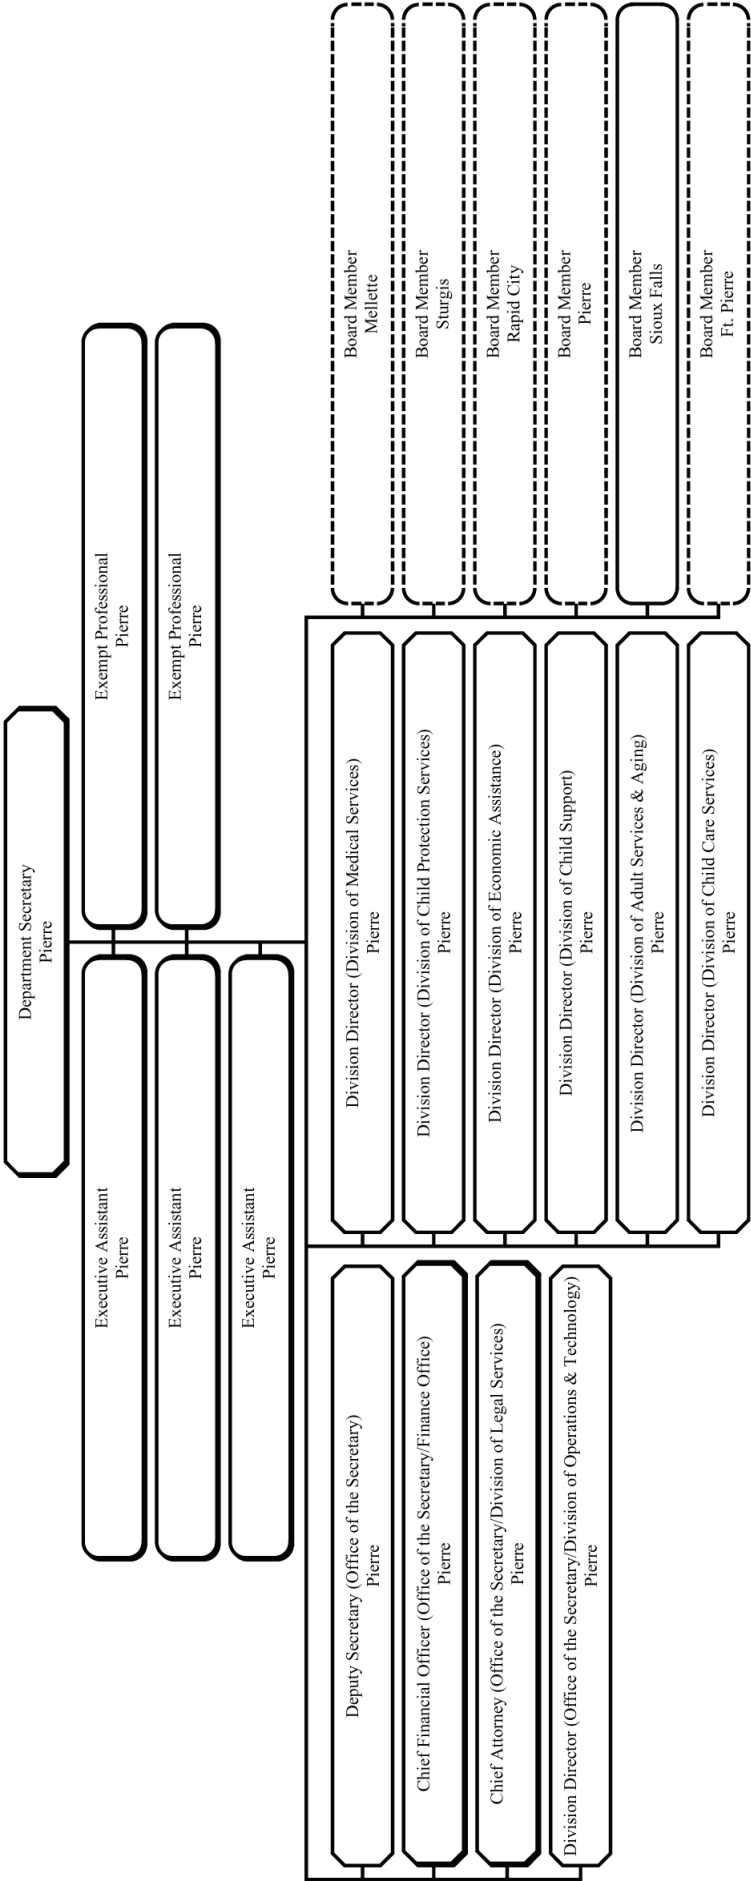 Department Secretary
Pierre
Executive Assistant
Pierre
Exempt Professional
Pierre
Executive Assistant
Pierre
Exempt Professional
Pierre
Executive Assistant
Pierre
Deputy Secretary (Office of the Secretary)
Pierre
Chief Financial Officer (Office of the Secretary/Finance Office)
Pierre
Chief Attorney (Office of the Secretary/Division of Legal Services)
Pierre
Division Director (Office of the Secretary/Division of Operations & Technology)
Pierre
Division Director (Division of Medical Services)
Pierre
Division Director (Division of Child Protection Services)
Pierre
Division Director (Division of Economic Assistance)
Pierre
Division Director (Division of Child Support)
Pierre
Division Director (Division of Adult Services & Aging)
Pierre
Division Director (Division of Child Care Services)
Pierre
Board Member
Mellette
Board Member
Sturgis
Board Member
Rapid City
Board Member
Pierre
Board Member
Sioux Falls
Board Member
Ft. Pierre